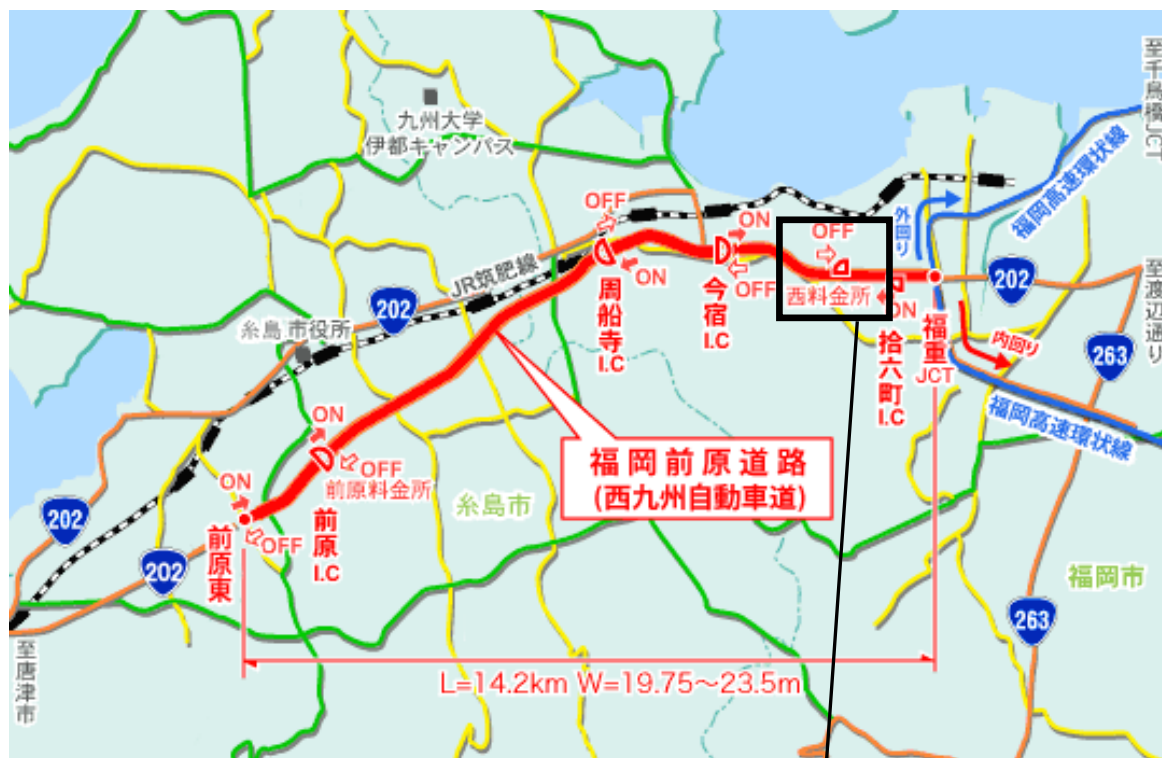 至千鳥橋JCT
九州大学
伊都キャンパス
福岡高速環状線
外回り
OFF
ON
OFF
JR筑肥線
ON
OFF
西料金所
ON
202
至渡辺通り
202
糸島市役所
周船寺
I.C
今宿
I.C
拾六町
I.C
福重
JCT
内回り
263
福岡高速環状線
ON
OFF
前原料金所
福岡前原道路
(西九州自動車道)
ON
OFF
糸島市
前原
I.C
前原東
202
202
福岡市
263
至唐津市
L=14.2km W=19.75～23.5m